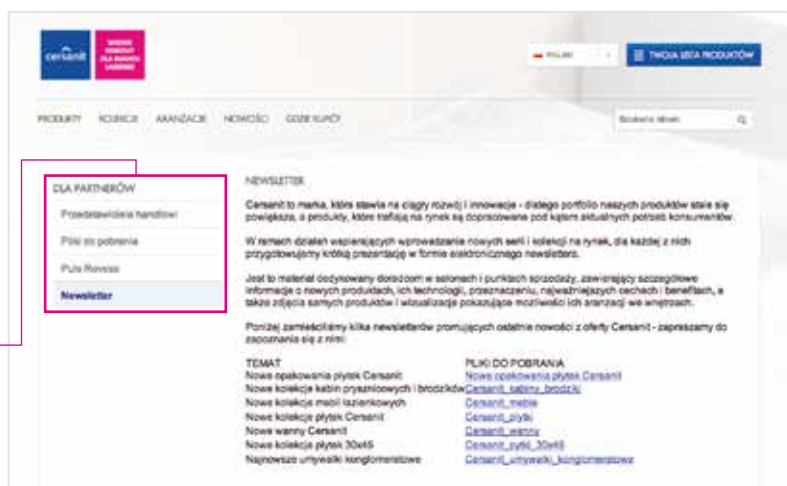 cersanit
POLSKI
TWOJA LISTA PRODUKTÓW
PRODUKTY KOLEKCJE ARANŻACJE NOWOŚCI GDZIE KUPIĆ
Szukane słowo
DLA PARTNERÓW
Przedstawiciele handlowi
Pliki do pobrania
Puls Rovese
Newsletter
NEWSLETTER
Cersanit to marka, która stawia na ciągły rozwój i innowacje - dlatego portfolio naszych produktów stale się
powiększa, a produkty, które trafiają na rynek są dopracowane pod kątem aktualnych potrzeb konsumentów.
W ramach działań wspierających wprowadzanie nowych serii i kolekcji na rynek, dla każdej z nich
przygotowujemy krótką prezentację w formie elektronicznego newslettera.
Jest to materiał dedykowany doradcom w salonach i punktach sprzedaży, zawierający szczegółowe
informacje o nowych produktach, ich technologii, przeznaczeniu, najważniejszych cechach i benefitach, a
także zdjęcia samych produktów i wizualizacje pokazujące możliwości ich aranżacji we wnętrzach.
Poniżej zamieściliśmy kilka newsletterów promujących ostatnie nowości z oferty Cersanit - zapraszamy do
zapoznania się z nimi:
TEMAT PLIKI DO POBRANIA
Nowe opakowania płytek Cersanit Nowe opakowania płytek Cersanit
Nowe kolekcje kabin prysznicowych i brodzików Cersanit_kabiny_brodziki
Nowe kolekcje mebli łazienkowych Cersanit_meble
Nowe kolekcje płytek Cersanit Cersanit_płytki
Nowe wanny Cersanit Cersanit_wanny
Nowe kolekcje płytek 30x45 Cersanit_pytki_30x45
Najnowsze umywalki konglomeratowe Cersanit_umywalki_konglomeratowe